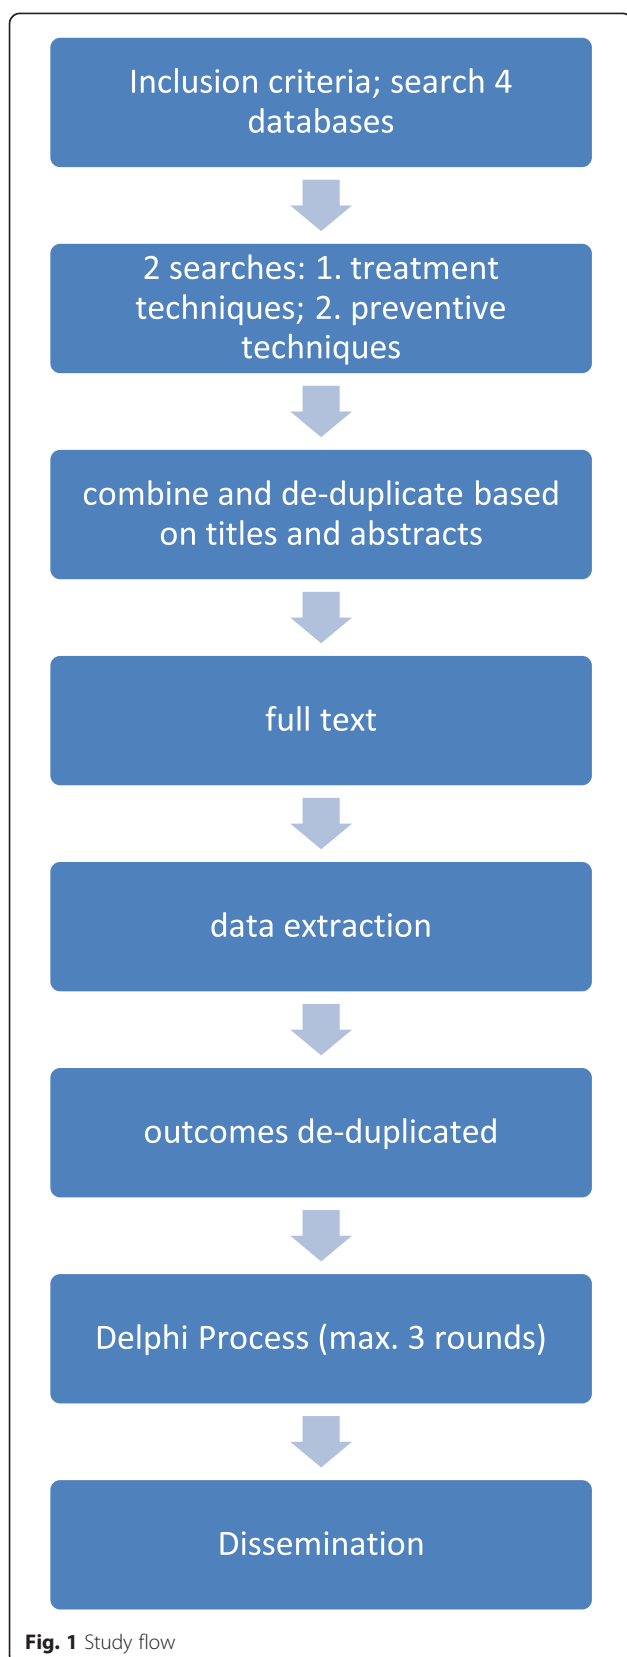 Inclusion criteria; search 4
databases
2 searches: 1. treatment
techniques; 2. preventive
techniques
combine and de-duplicate based
on titles and abstracts
full text
data extraction
outcomes de-duplicated
Delphi Process (max. 3 rounds)
Dissemination
Fig. 1 Study flow